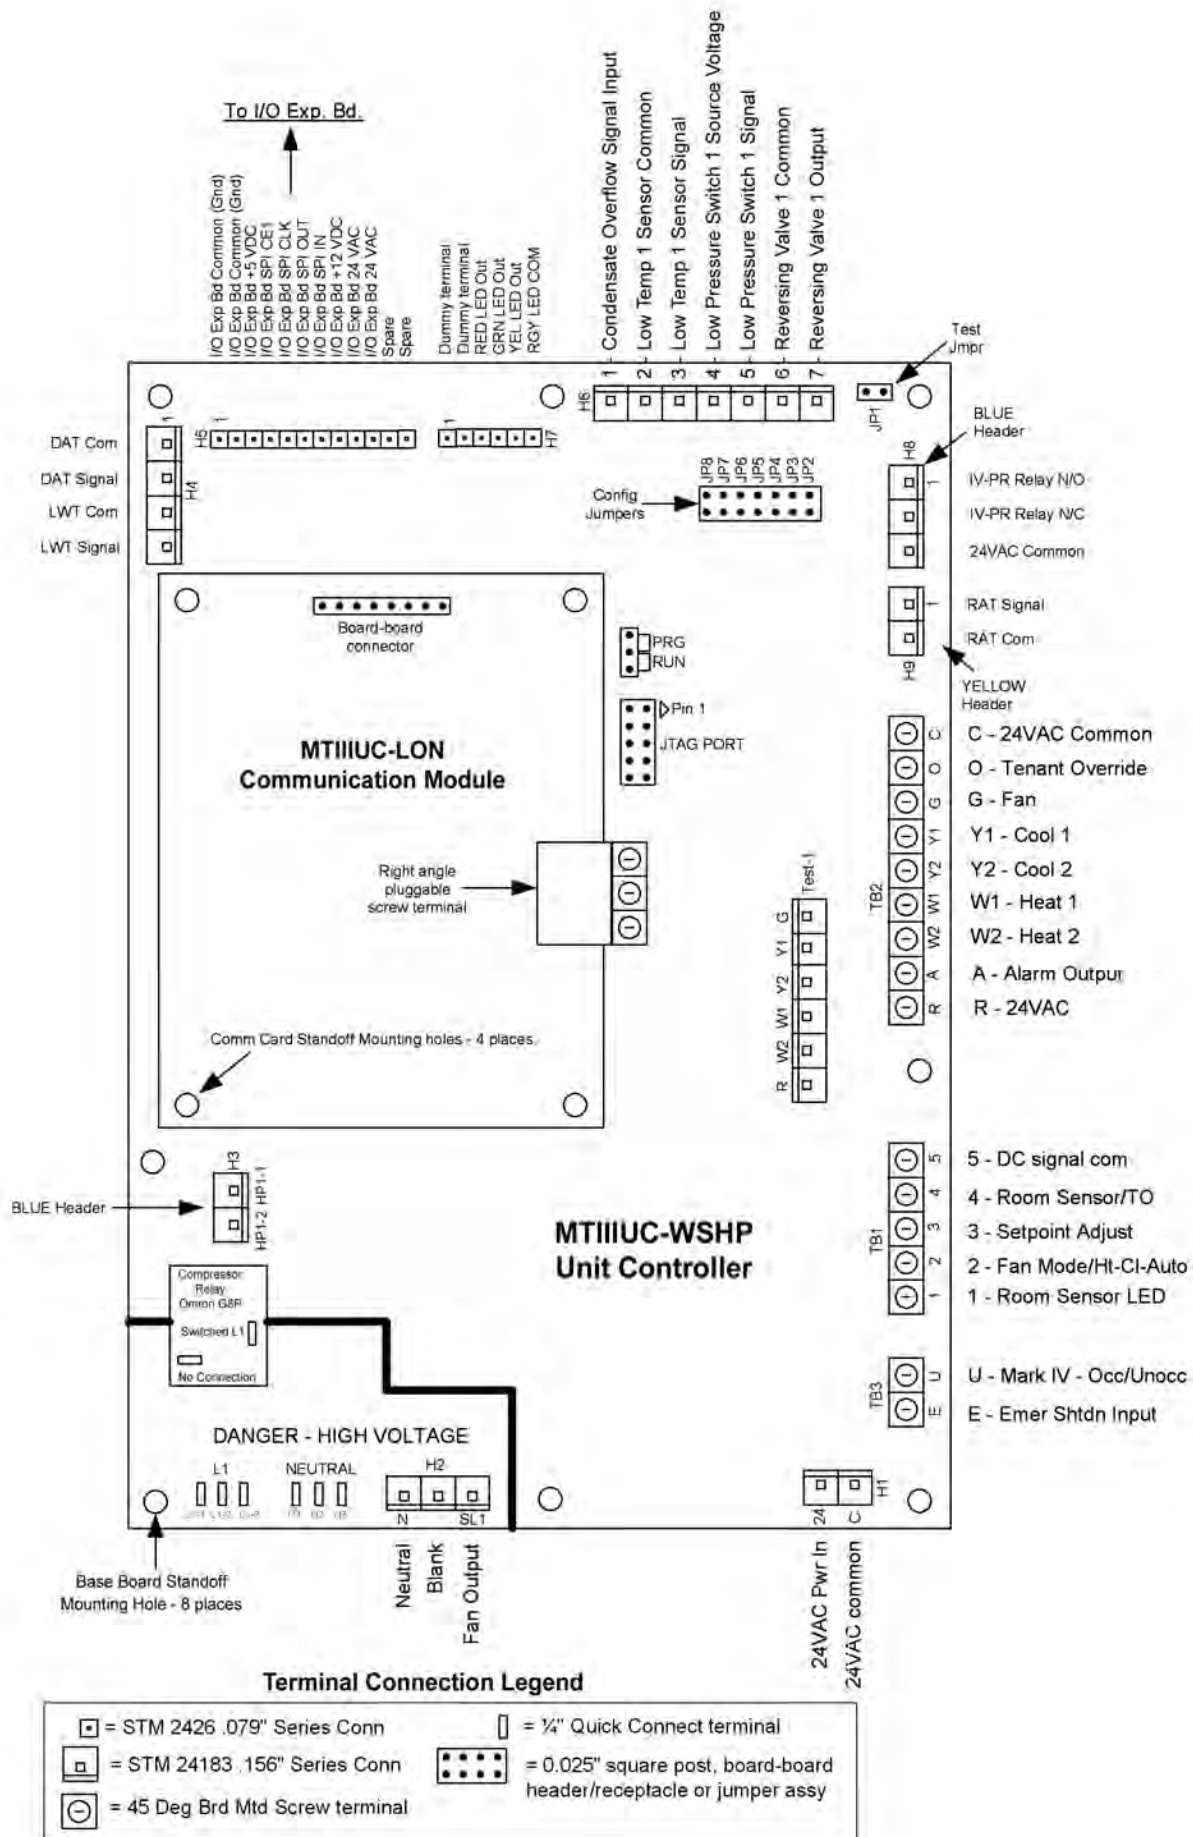 To I/O Exp. Bd.
I/O Exp Bd Common (Gnd)
I/O Exp Bd Common (Gnd)
I/O Exp Bd +5 VDC
I/O Exp Bd SPI CE1
I/O Exp Bd SPI CLK
I/O Exp Bd SPI OUT
I/O Exp Bd SPI IN
I/O Exp Bd +12 VDC
I/O Exp Bd 24 VAC
I/O Exp Bd 24 VAC
Spare
Spare
Dummy terminal
Dummy terminal
RED LED Out
GRN LED Out
YEL LED Out
RGY LED COM
1 - Condensate Overflow Signal Input
2 - Low Temp 1 Sensor Common
3 - Low Temp 1 Sensor Signal
4 - Low Pressure Switch 1 Source Voltage
5 - Low Pressure Switch 1 Signal
6 - Reversing Valve 1 Common
7 - Reversing Valve 1 Output
Test
Jmpr
JP1
BLUE
Header
H6
H5
1
1
H7
1
H4
DAT Com
DAT Signal
LWT Com
LWT Signal
JP8
JP7
JP6
JP5
JP4
JP3
JP2
Config
Jumpers
H8
1
IV-PR Relay N/O
IV-PR Relay N/C
24VAC Common
1
RAT Signal
RAT Com
H9
YELLOW
Header
Board-board
connector
PRG
RUN
Pin 1
JTAG PORT
MTIIIUC-LON
Communication Module
Right angle
pluggable
screw terminal
Comm Card Standoff Mounting holes - 4 places
Test-1
G
Y1
Y2
W1
W2
R
TB2
C
O
G
Y1
Y2
W1
W2
A
R
C - 24VAC Common
O - Tenant Override
G - Fan
Y1 - Cool 1
Y2 - Cool 2
W1 - Heat 1
W2 - Heat 2
A - Alarm Output
R - 24VAC
H3
HP1-1
HP1-2
BLUE Header
MTIIIUC-WSHP
Unit Controller
TB1
5
4
3
2
1
5 - DC signal com
4 - Room Sensor/TO
3 - Setpoint Adjust
2 - Fan Mode/Ht-Cl-Auto
1 - Room Sensor LED
Compressor
Relay
Omron G8P
Switched L1
No Connection
TB3
U
E
U - Mark IV - Occ/Unocc
E - Emer Shtdn Input
DANGER - HIGH VOLTAGE
L1
NEUTRAL
H2
N
SL1
Neutral
Blank
Fan Output
H1
24
C
24VAC Pwr In
24VAC common
Base Board Standoff
Mounting Hole - 8 places
Terminal Connection Legend
= STM 2426 .079" Series Conn
= STM 24183 .156" Series Conn
= 45 Deg Brd Mtd Screw terminal
= ¼" Quick Connect terminal
= 0.025" square post, board-board
header/receptacle or jumper assy